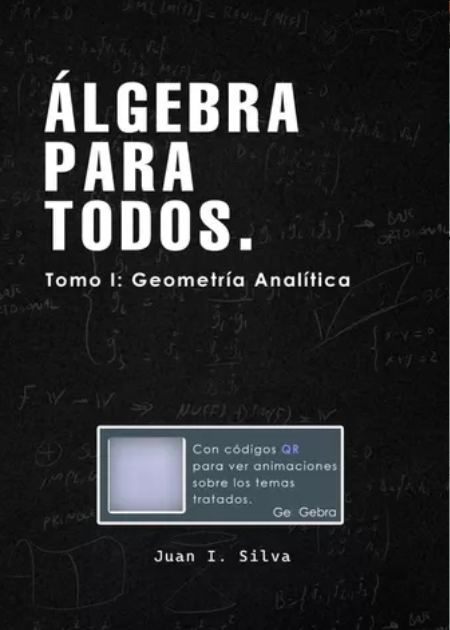 ÁLGEBRA
PARA
TODOS.
Tomo I: Geometría Analítica
Con códigos QR
para ver animaciones
sobre los temas
tratados.
Ge Gebra
Juan I. Silva